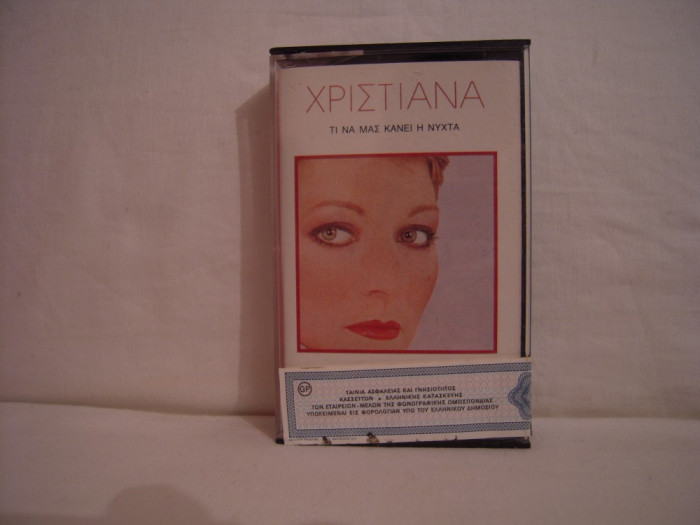 ΧΡΙΣΤΙΑΝΑ
ΤΙ ΝΑ ΜΑΣ ΚΑΝΕΙ Η ΝΥΧΤΑ
GP
ΤΑΙΝΙΑ ΑΣΦΑΛΕΙΑΣ ΚΑΙ ΓΝΗΣΙΟΤΗΤΟΣ
ΚΑΣΣΕΤΤΩΝ ΕΛΛΗΝΙΚΗΣ ΚΑΤΑΣΚΕΥΗΣ
ΤΩΝ ΕΤΑΙΡΕΙΩΝ-ΜΕΛΩΝ ΤΗΣ ΦΩΝΟΓΡΑΦΙΚΗΣ ΟΜΟΣΠΟΝΔΙΑΣ
ΥΠΟΚΕΙΜΕΝΑΙ ΕΙΣ ΦΟΡΟΛΟΓΙΑΝ ΥΠΟ ΤΟΥ ΕΛΛΗΝΙΚΟΥ ΔΗΜΟΣΙΟΥ